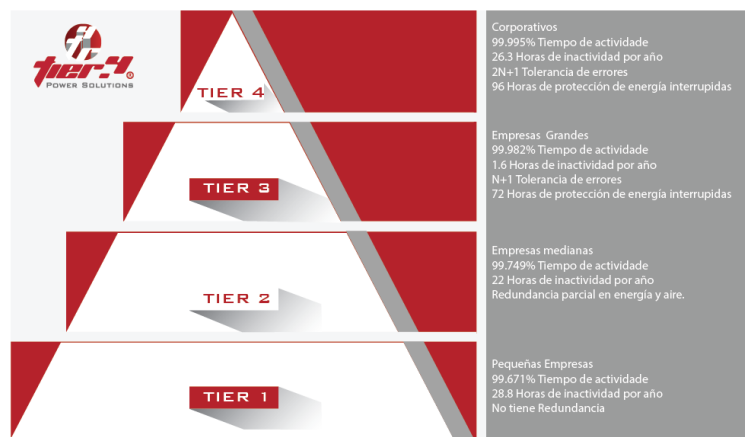 tier.4®
POWER SOLUTIONS
TIER 4
Corporativos
99.995% Tiempo de actividade
26.3 Horas de inactividad por año
2N+1 Tolerancia de errores
96 Horas de protección de energía interrupidas
TIER 3
Empresas Grandes
99.982% Tiempo de actividade
1.6 Horas de inactividad por año
N+1 Tolerancia de errores
72 Horas de protección de energía interrupidas
TIER 2
Empresas medianas
99.749% Tiempo de actividade
22 Horas de inactividad por año
Redundancia parcial en energía y aire.
TIER 1
Pequeñas Empresas
99.671% Tiempo de actividade
28.8 Horas de inactividad por año
No tiene Redundancia